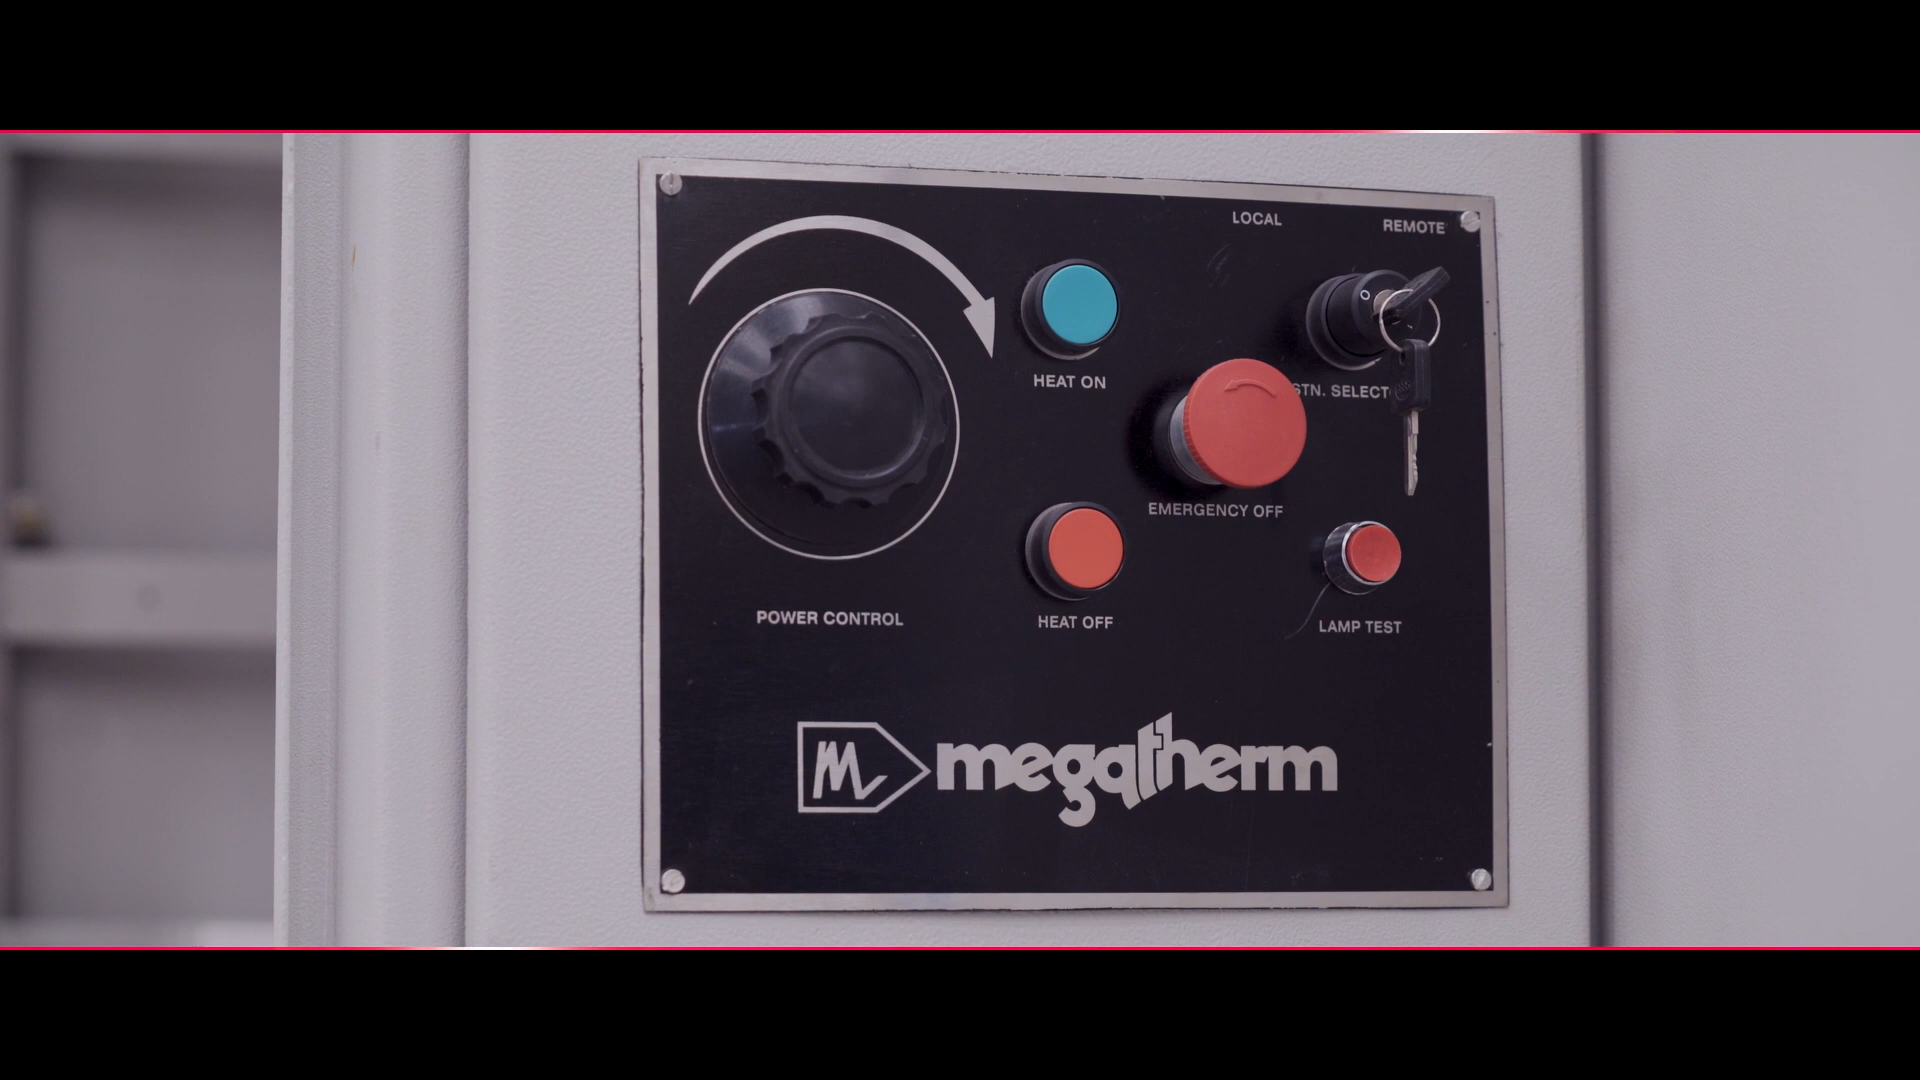 LOCAL REMOTE
HEAT ON
STN. SELECT
EMERGENCY OFF
POWER CONTROL
HEAT OFF
LAMP TEST
M
megatherm